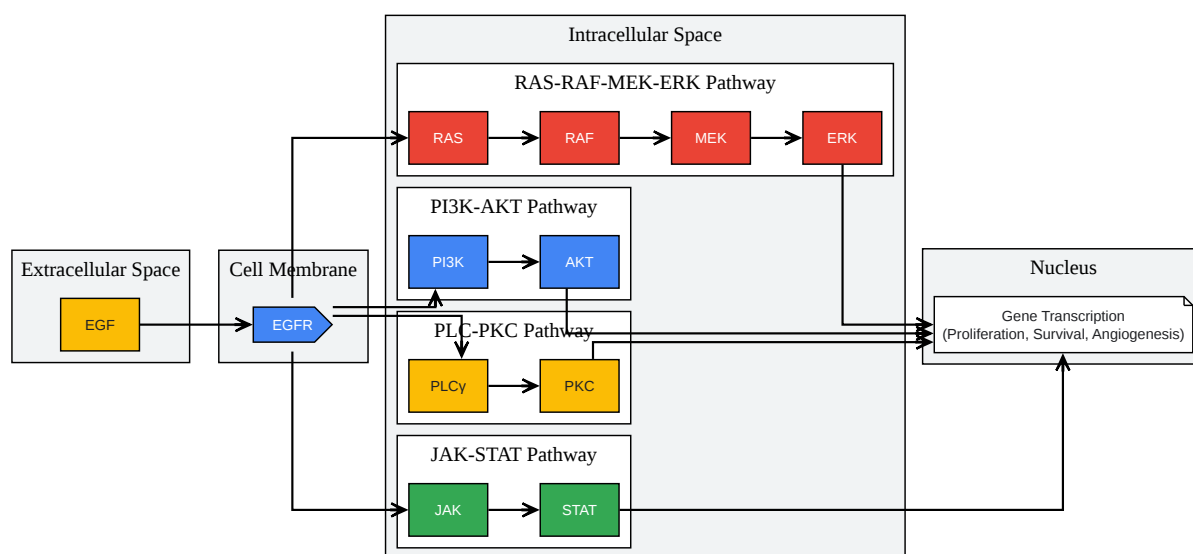 Intracellular Space
RAS-RAF-MEK-ERK Pathway
RAS
RAF
MEK
ERK
PI3K-AKT Pathway
PI3K
AKT
Extracellular Space
EGF
Cell Membrane
EGFR
PLC-PKC Pathway
PLCγ
PKC
JAK-STAT Pathway
JAK
STAT
Nucleus
Gene Transcription
(Proliferation, Survival, Angiogenesis)